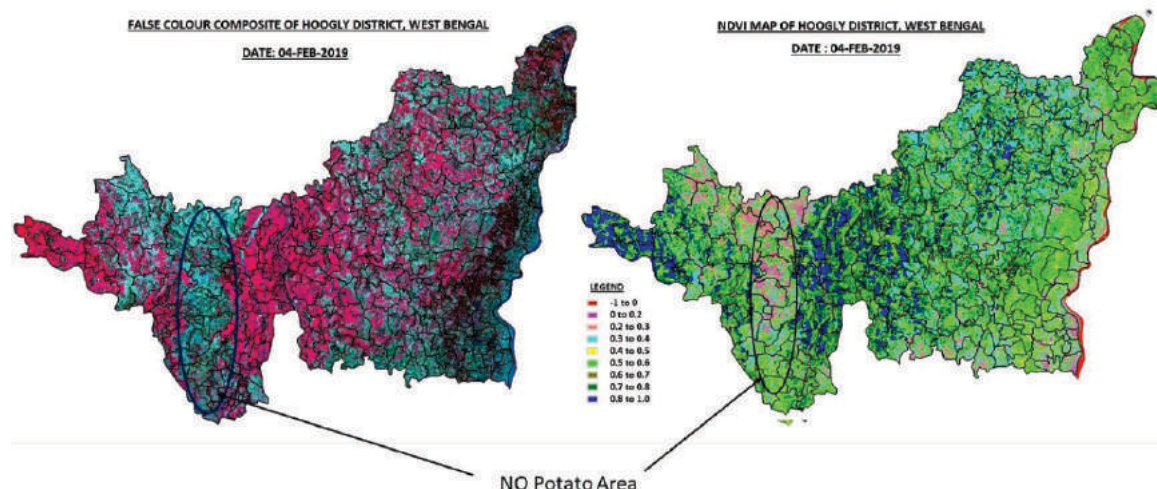 FALSE COLOUR COMPOSITE OF HOOGLY DISTRICT, WEST BENGAL
DATE: 04-FEB-2019
NDVI MAP OF HOOGLY DISTRICT, WEST BENGAL
DATE : 04-FEB-2019
LEGEND
-1 to 0
0 to 0.2
0.2 to 0.3
0.3 to 0.4
0.4 to 0.5
0.5 to 0.6
0.6 to 0.7
0.7 to 0.8
0.8 to 1.0
NO Potato Area